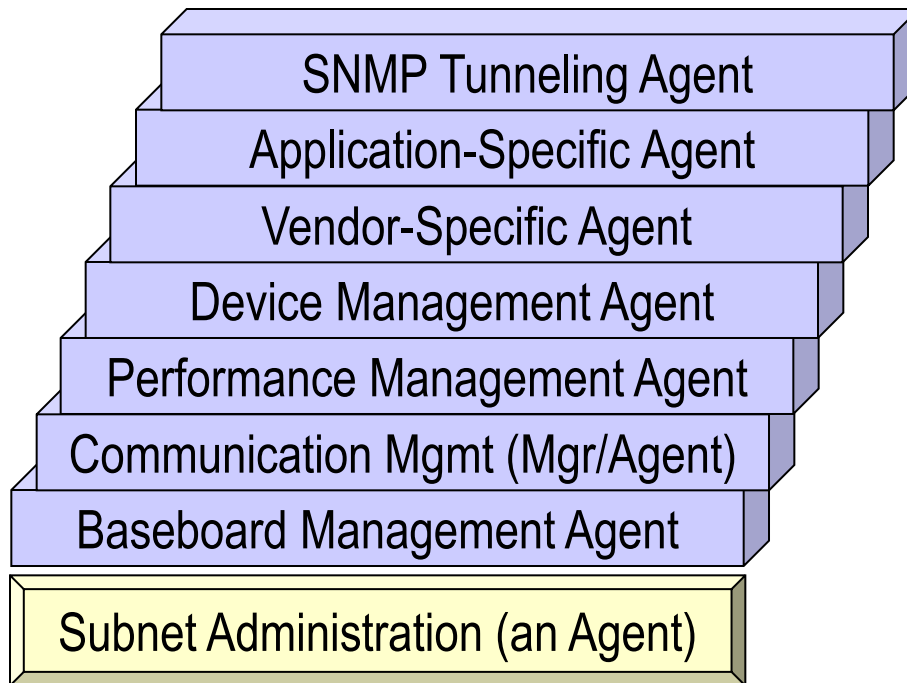 SNMP Tunneling Agent
Application-Specific Agent
Vendor-Specific Agent
Device Management Agent
Performance Management Agent
Communication Mgmt (Mgr/Agent)
Baseboard Management Agent
Subnet Administration (an Agent)